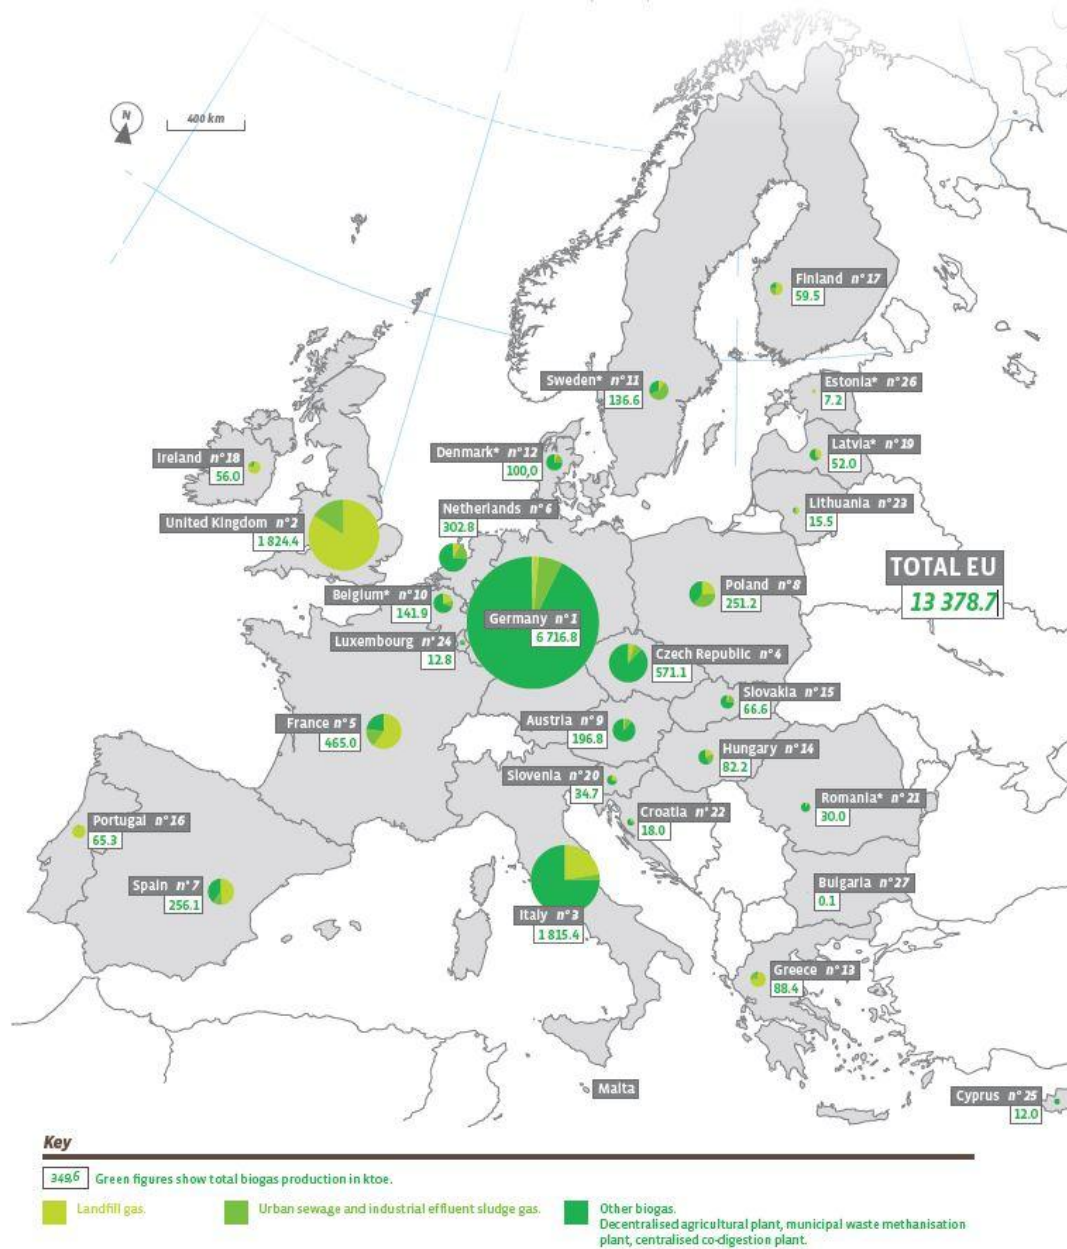 N
400 km
Finland n°17
59.5
Sweden* n°11
136.6
Estonia* n°26
7.2
Latvia* n°19
52.0
Lithuania n°23
15.5
Denmark* n°12
100,0
Ireland n°18
56.0
United Kingdom n°2
1 824.4
Netherlands n°6
302.8
TOTAL EU
13 378.7
Poland n°8
251.2
Belgium* n°10
141.9
Germany n°1
6 716.8
Luxembourg n°24
12.8
Czech Republic n°4
571.1
Slovakia n°15
66.6
France n°5
465.0
Austria n°9
196.8
Hungary n°14
82.2
Slovenia n°20
34.7
Croatia n°22
18.0
Romania* n°21
30.0
Portugal n°16
65.3
Spain n°7
256.1
Bulgaria n°27
0.1
Italy n°3
1 815.4
Greece n°13
88.4
Malta
Cyprus n°25
12.0
Key
349,6 Green figures show total biogas production in ktoe.
Landfill gas.
Urban sewage and industrial effluent sludge gas.
Other biogas.
Decentralised agricultural plant, municipal waste methanisation
plant, centralised co-digestion plant.